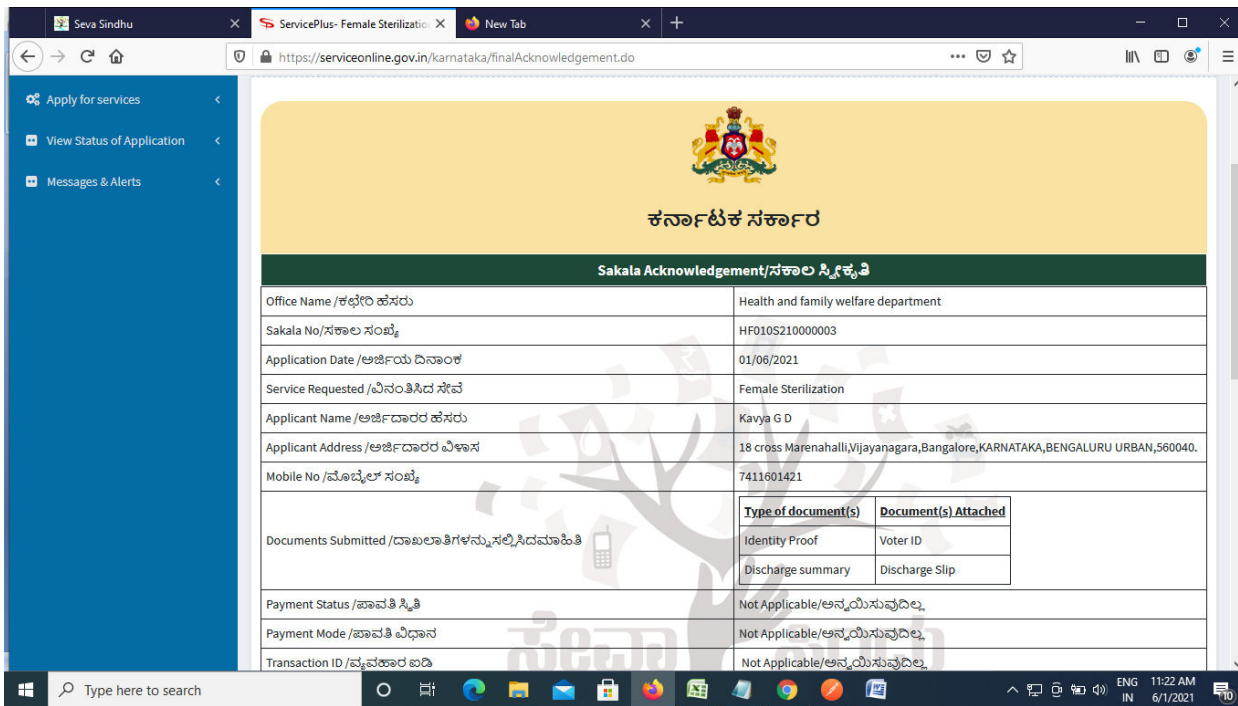 Seva Sindhu
ServicePlus- Female Sterilizatio
New Tab
https://serviceonline.gov.in/karnataka/finalAcknowledgement.do
Apply for services
View Status of Application
Messages & Alerts
ಕರ್ನಾಟಕ ಸರ್ಕಾರ
Sakala Acknowledgement/ಸಕಾಲ ಸ್ವೀಕೃತಿ
Office Name /ಕಛೇರಿ ಹೆಸರು Health and family welfare department
Sakala No/ಸಕಾಲ ಸಂಖ್ಯೆ HF010S210000003
Application Date /ಅರ್ಜಿಯ ದಿನಾಂಕ 01/06/2021
Service Requested /ವಿನಂತಿಸಿದ ಸೇವೆ Female Sterilization
Applicant Name /ಅರ್ಜಿದಾರರ ಹೆಸರು Kavya G D
Applicant Address /ಅರ್ಜಿದಾರರ ವಿಳಾಸ 18 cross Marenahalli,Vijayanagara,Bangalore,KARNATAKA,BENGALURU URBAN,560040.
Mobile No /ಮೊಬೈಲ್ ಸಂಖ್ಯೆ 7411601421
Documents Submitted /ದಾಖಲಾತಿಗಳನ್ನುಸಲ್ಲಿಸಿದಮಾಹಿತಿ
Type of document(s) Document(s) Attached
Identity Proof Voter ID
Discharge summary Discharge Slip
Payment Status /ಪಾವತಿ ಸ್ಥಿತಿ Not Applicable/ಅನ್ವಯಿಸುವುದಿಲ್ಲ
Payment Mode /ಪಾವತಿ ವಿಧಾನ Not Applicable/ಅನ್ವಯಿಸುವುದಿಲ್ಲ
Transaction ID /ವ್ಯವಹಾರ ಐಡಿ Not Applicable/ಅನ್ವಯಿಸುವುದಿಲ್ಲ
ಸೇವಾ ಸಿಂಧು
Type here to search
ENG 11:22 AM
IN 6/1/2021
10